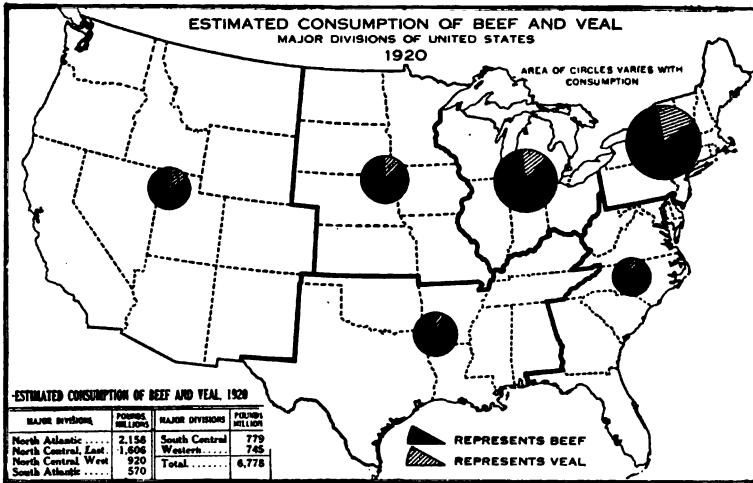 ESTIMATED CONSUMPTION OF BEEF AND VEAL
MAJOR DIVISIONS OF UNITED STATES
1920
AREA OF CIRCLES VARIES WITH
CONSUMPTION
ESTIMATED CONSUMPTION OF BEEF AND VEAL, 1920
MAJOR DIVISIONS POUNDS, MILLIONS MAJOR DIVISIONS POUNDS MILLION
North Atlantic ..... 2,158 South Central 779
North Central, East. 1,606 Western..... 745
North Central West 920 Total........ 6,778
South Atlantic ..... 570
REPRESENTS BEEF
REPRESENTS VEAL